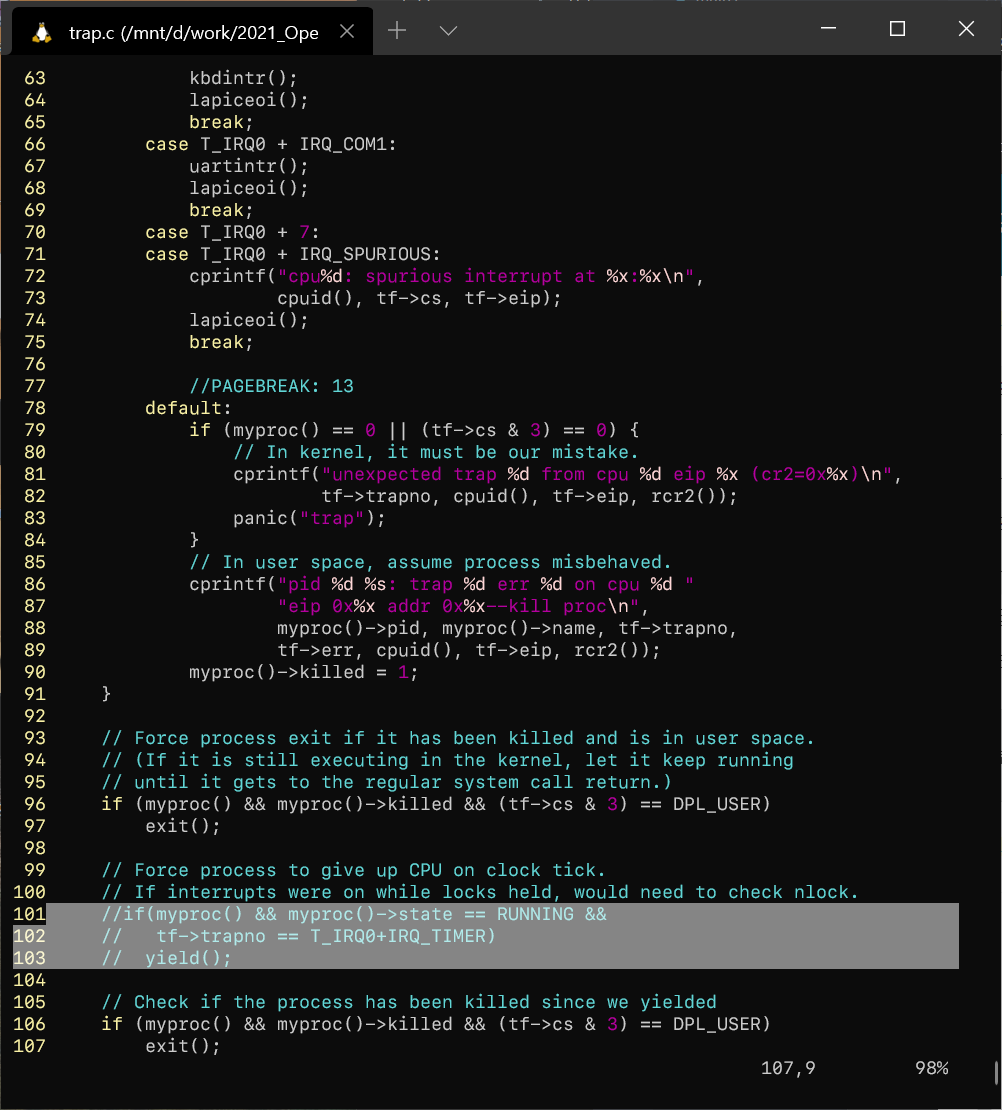 trap.c (/mnt/d/work/2021_Ope
63 kbdintr();
64 lapiceoi();
65 break;
66 case T_IRQ0 + IRQ_COM1:
67 uartintr();
68 lapiceoi();
69 break;
70 case T_IRQ0 + 7:
71 case T_IRQ0 + IRQ_SPURIOUS:
72 cprintf("cpu%d: spurious interrupt at %x:%x\n",
73 cpuid(), tf->cs, tf->eip);
74 lapiceoi();
75 break;
76
77 //PAGEBREAK: 13
78 default:
79 if (myproc() == 0 || (tf->cs & 3) == 0) {
80 // In kernel, it must be our mistake.
81 cprintf("unexpected trap %d from cpu %d eip %x (cr2=0x%x)\n",
82 tf->trapno, cpuid(), tf->eip, rcr2());
83 panic("trap");
84 }
85 // In user space, assume process misbehaved.
86 cprintf("pid %d %s: trap %d err %d on cpu %d "
87 "eip 0x%x addr 0x%x--kill proc\n",
88 myproc()->pid, myproc()->name, tf->trapno,
89 tf->err, cpuid(), tf->eip, rcr2());
90 myproc()->killed = 1;
91 }
92
93 // Force process exit if it has been killed and is in user space.
94 // (If it is still executing in the kernel, let it keep running
95 // until it gets to the regular system call return.)
96 if (myproc() && myproc()->killed && (tf->cs & 3) == DPL_USER)
97 exit();
98
99 // Force process to give up CPU on clock tick.
100 // If interrupts were on while locks held, would need to check nlock.
101 //if(myproc() && myproc()->state == RUNNING &&
102 // tf->trapno == T_IRQ0+IRQ_TIMER)
103 // yield();
104
105 // Check if the process has been killed since we yielded
106 if (myproc() && myproc()->killed && (tf->cs & 3) == DPL_USER)
107 exit();
107,9 98%